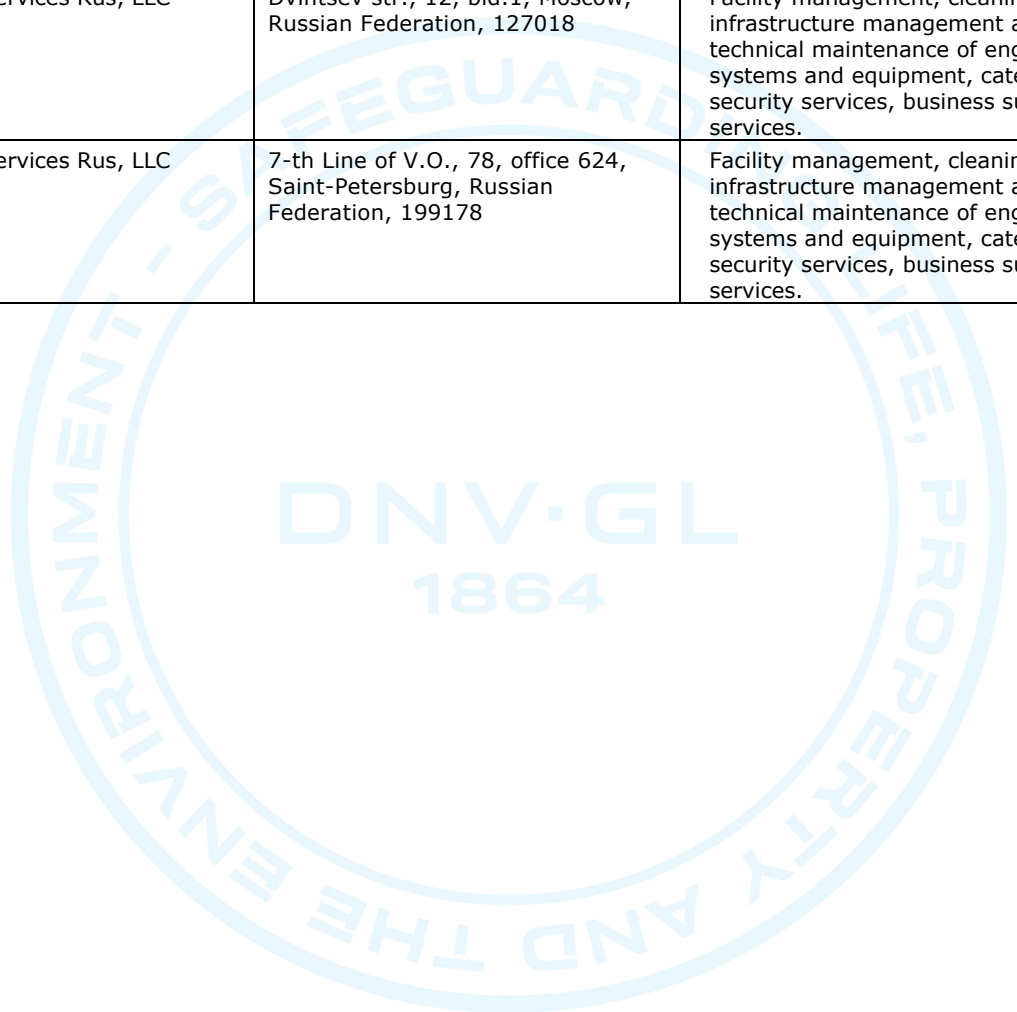 ervices Rus, LLC
Dvintsev str., 12, bld.1, Moscow,
Russian Federation, 127018
Facility management, cleanin
infrastructure management a
technical maintenance of eng
systems and equipment, cate
security services, business su
services.
ervices Rus, LLC
7-th Line of V.O., 78, office 624,
Saint-Petersburg, Russian
Federation, 199178
Facility management, cleanin
infrastructure management a
technical maintenance of eng
systems and equipment, cate
security services, business su
services.
SAFEGUARDING LIFE, PROPERTY AND THE ENVIRONMENT -
DNV·GL
1864